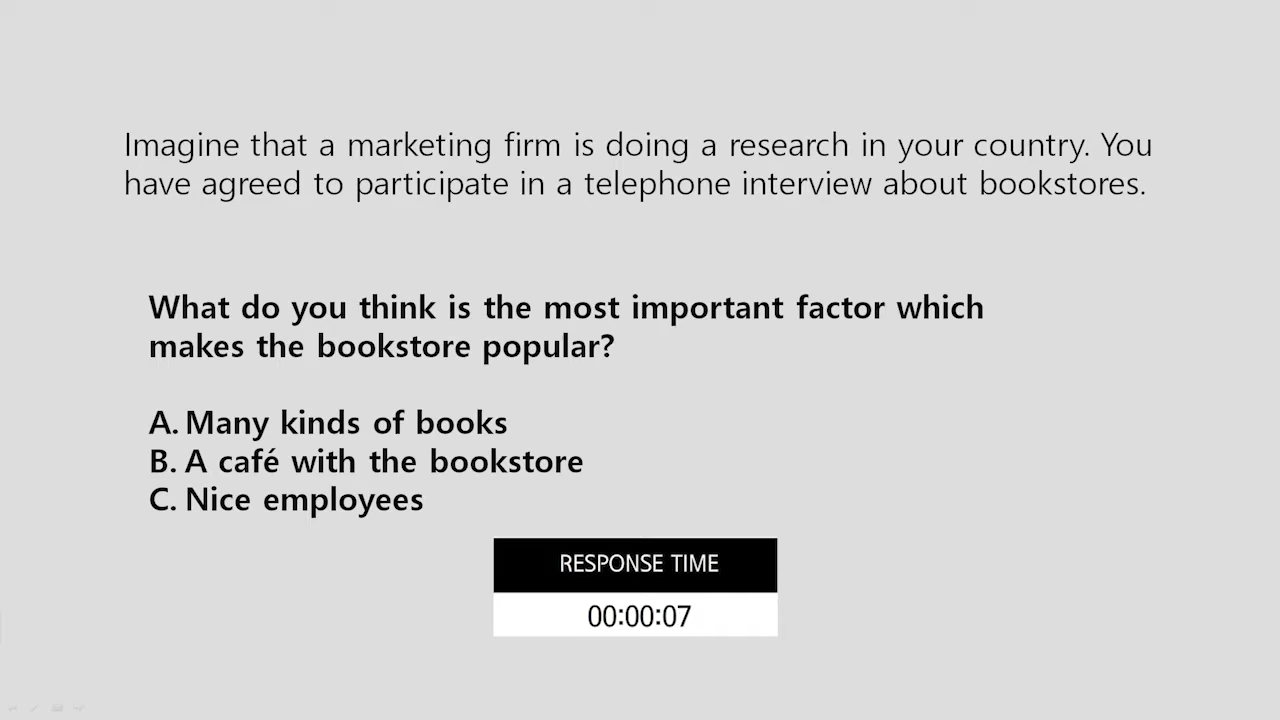 Imagine that a marketing firm is doing a research in your country. You
have agreed to participate in a telephone interview about bookstores.
What do you think is the most important factor which
makes the bookstore popular?
A. Many kinds of books
B. A café with the bookstore
C. Nice employees
RESPONSE TIME
00:00:07